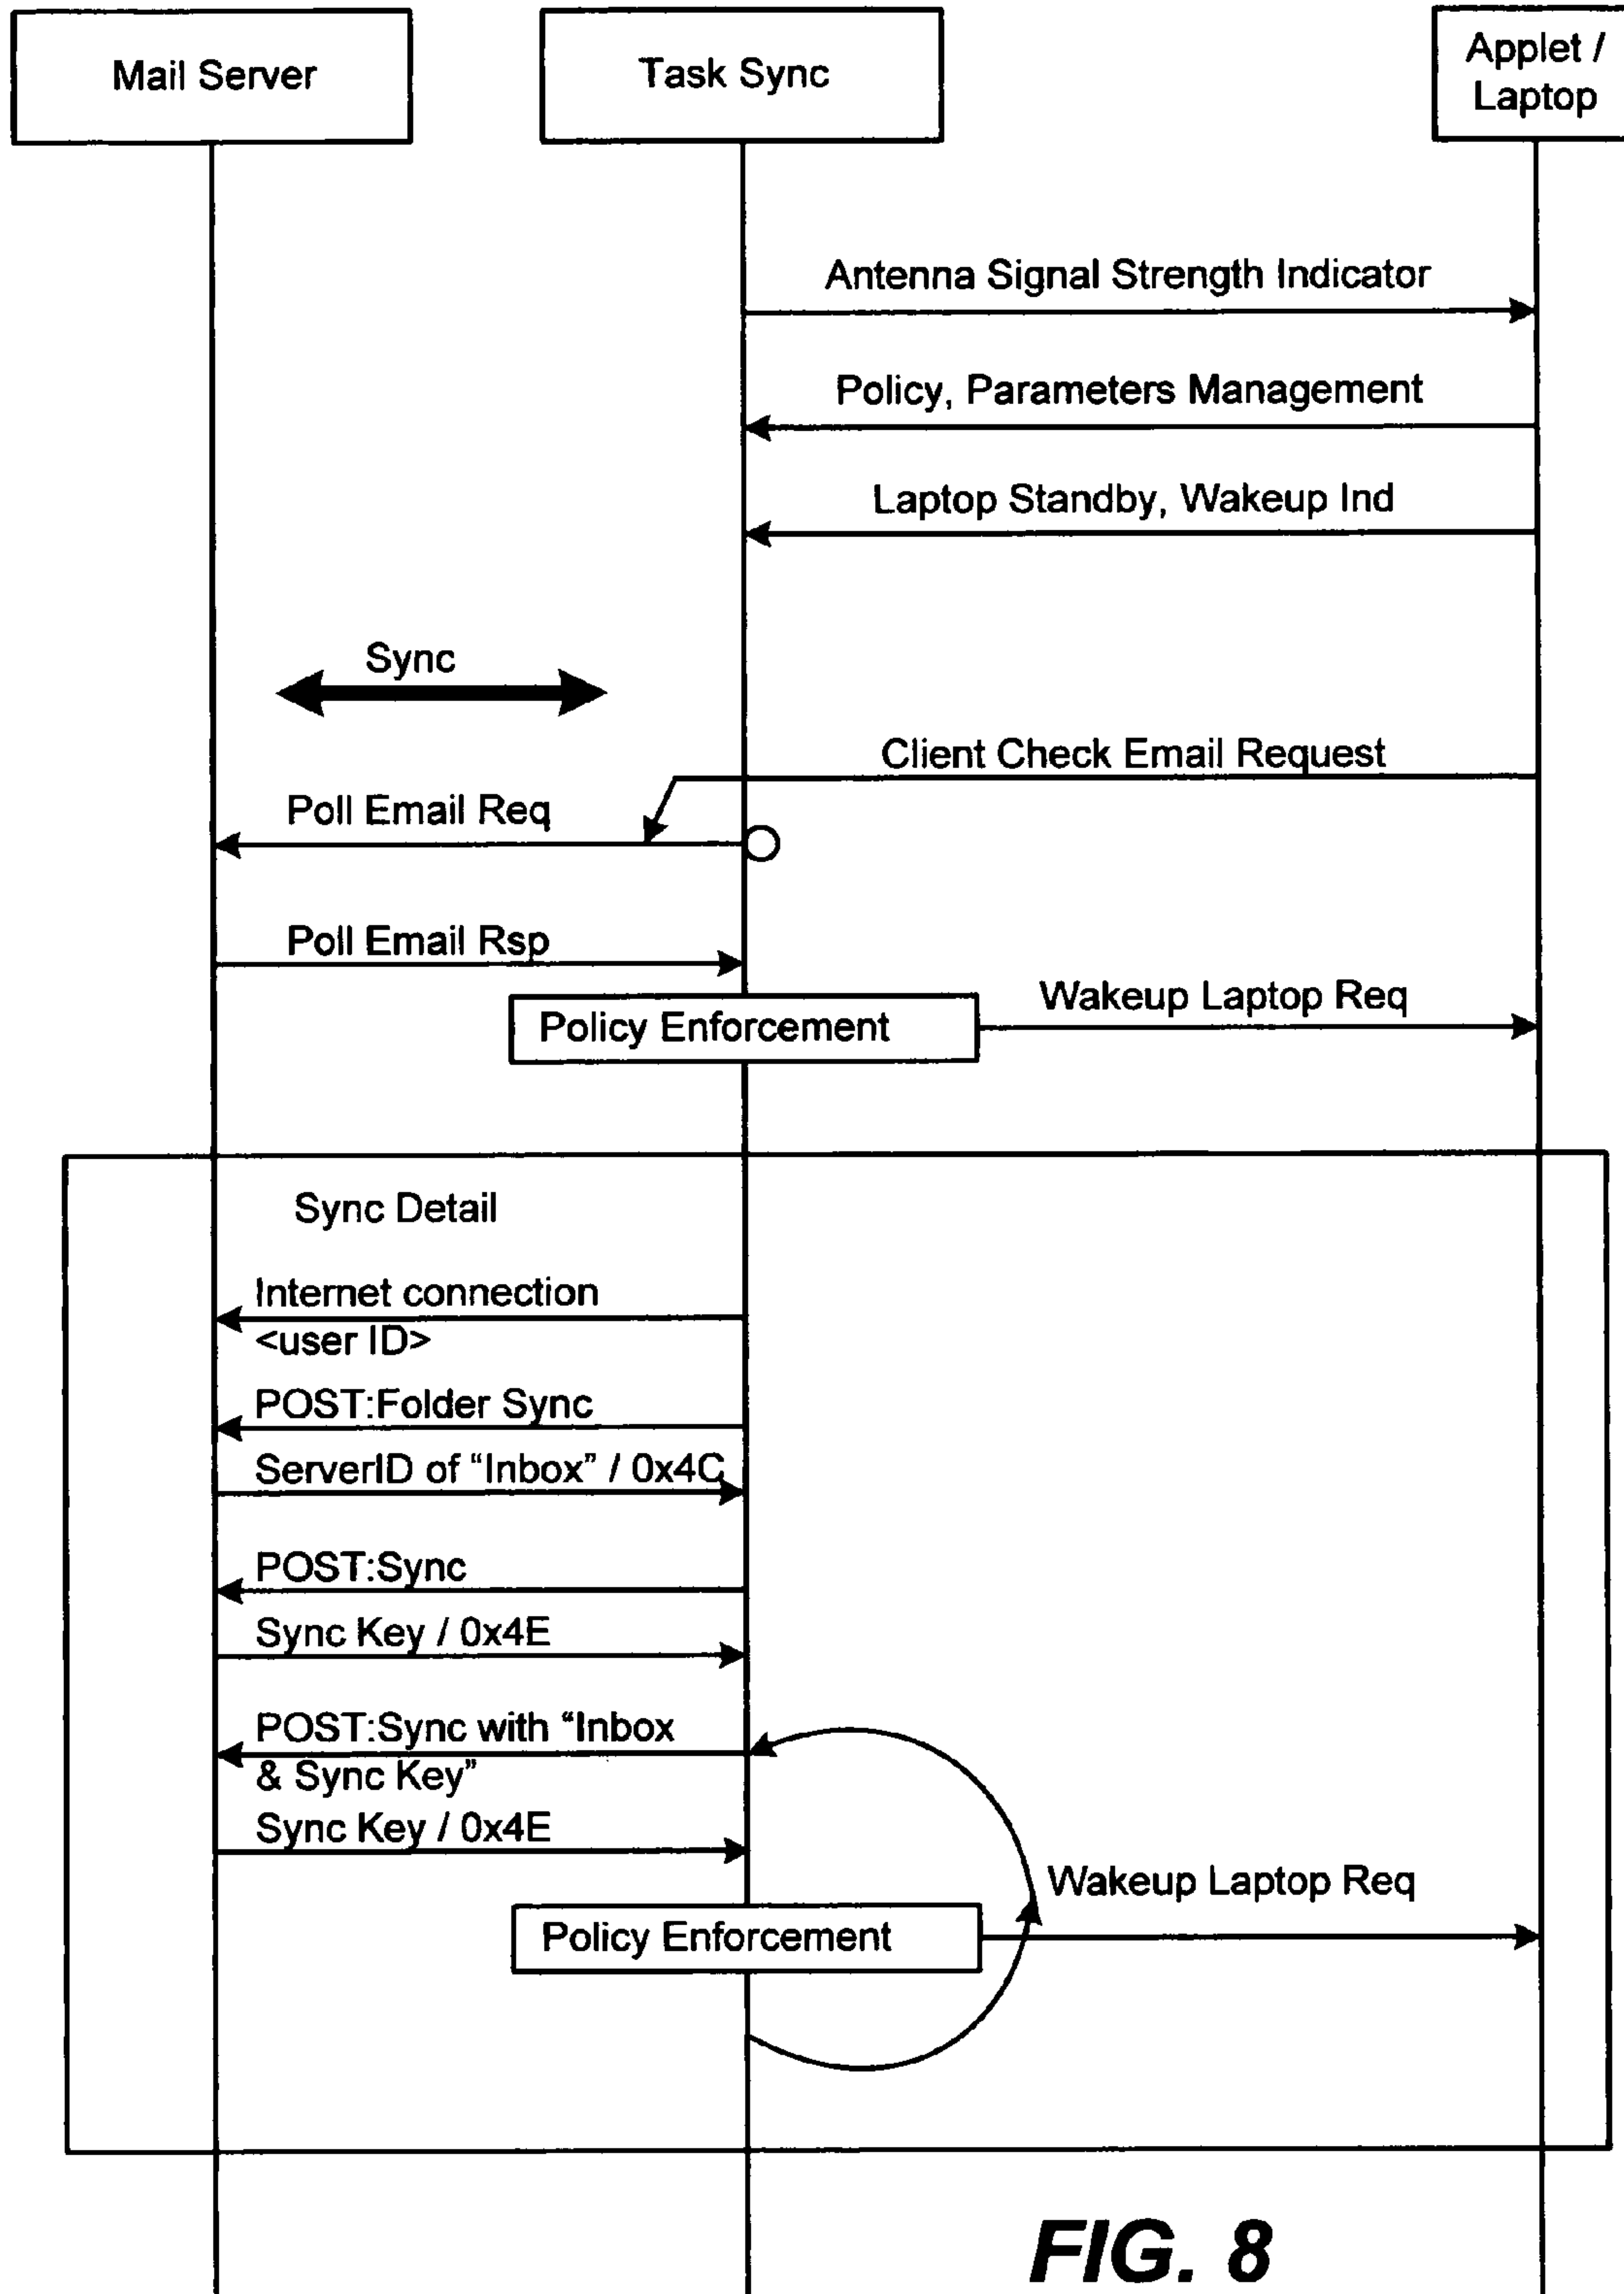 Mail Server
Task Sync
Applet /
Laptop
Antenna Signal Strength Indicator
Policy, Parameters Management
Laptop Standby, Wakeup Ind
Sync
Client Check Email Request
Poll Email Req
Poll Email Rsp
Wakeup Laptop Req
Policy Enforcement
Sync Detail
Internet connection
<user ID>
POST:Folder Sync
ServerID of “Inbox” / 0x4C
POST:Sync
Sync Key / 0x4E
POST:Sync with “Inbox
& Sync Key”
Sync Key / 0x4E
Wakeup Laptop Req
Policy Enforcement
FIG. 8